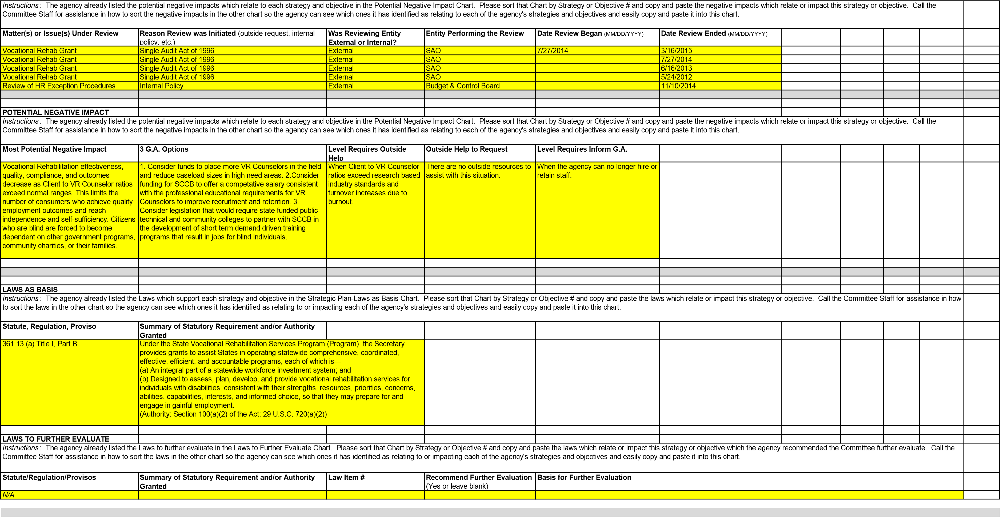 Instructions :  The agency already listed the potential negative impacts which relate to each strategy and objective in the Potential Negative Impact Chart.  Please sort that Chart by Strategy or Objective # and copy and paste the negative impacts which relate or impact this strategy or objective.  Call the
Committee Staff for assistance in how to sort the negative impacts in the other chart so the agency can see which ones it has identified as relating to each of the agency's strategies and objectives and easily copy and paste it into this chart.
Matter(s) or Issue(s) Under Review
Reason Review was Initiated (outside request, internal
policy, etc.)
Was Reviewing Entity
External or Internal?
Entity Performing the Review
Date Review Began (MM/DD/YYYY)
Date Review Ended (MM/DD/YYYY)
Vocational Rehab Grant Single Audit Act of 1996 External SAO 7/27/2014 3/16/2015
Vocational Rehab Grant Single Audit Act of 1996 External SAO 7/27/2014
Vocational Rehab Grant Single Audit Act of 1996 External SAO 6/16/2013
Vocational Rehab Grant Single Audit Act of 1996 External SAO 5/24/2012
Review of HR Exception Procedures Internal Policy External Budget & Control Board 11/10/2014
POTENTIAL NEGATIVE IMPACT
Instructions :  The agency already listed the potential negative impacts which relate to each strategy and objective in the Potential Negative Impact Chart.  Please sort that Chart by Strategy or Objective # and copy and paste the negative impacts which relate or impact this strategy or objective.  Call the
Committee Staff for assistance in how to sort the negative impacts in the other chart so the agency can see which ones it has identified as relating to each of the agency's strategies and objectives and easily copy and paste it into this chart.
Most Potential Negative Impact
3 G.A. Options
Level Requires Outside
Help
Outside Help to Request
Level Requires Inform G.A.
Vocational Rehabilitation effectiveness,
quality, compliance, and outcomes
decrease as Client to VR Counselor ratios
exceed normal ranges. This limits the
number of consumers who achieve quality
employment outcomes and reach
independence and self-sufficiency. Citizens
who are blind are forced to become
dependent on other government programs,
community charities, or their families.
1. Consider funds to place more VR Counselors in the field
and reduce caseload sizes in high need areas. 2.Consider
funding for SCCB to offer a competative salary consistent
with the professional educational requirements for VR
Counselors to improve recruitment and retention. 3.
Consider legislation that would require state funded public
technical and community colleges to partner with SCCB in
the development of short term demand driven training
programs that result in jobs for blind individuals.
When Client to VR Counselor
ratios exceed research based
industry standards and
turnover increases due to
burnout.
There are no outside resources to
assist with this situation.
When the agency can no longer hire or
retain staff.
LAWS AS BASIS
Instructions :  The agency already listed the Laws which support each strategy and objective in the Strategic Plan-Laws as Basis Chart.  Please sort that Chart by Strategy or Objective # and copy and paste the laws which relate or impact this strategy or objective.  Call the Committee Staff for assistance in how
to sort the laws in the other chart so the agency can see which ones it has identified as relating to or impacting each of the agency's strategies and objectives and easily copy and paste it into this chart.
Statute, Regulation, Proviso
Summary of Statutory Requirement and/or Authority
Granted
361.13 (a) Title I, Part B
Under the State Vocational Rehabilitation Services Program (Program), the Secretary
provides grants to assist States in operating statewide comprehensive, coordinated,
effective, efficient, and accountable programs, each of which is—
(a) An integral part of a statewide workforce investment system; and
(b) Designed to assess, plan, develop, and provide vocational rehabilitation services for
individuals with disabilities, consistent with their strengths, resources, priorities, concerns,
abilities, capabilities, interests, and informed choice, so that they may prepare for and
engage in gainful employment.
(Authority: Section 100(a)(2) of the Act; 29 U.S.C. 720(a)(2))
LAWS TO FURTHER EVALUATE
Instructions :  The agency already listed the Laws to further evaluate in the Laws to Further Evaluate Chart.  Please sort that Chart by Strategy or Objective # and copy and paste the laws which relate or impact this strategy or objective which the agency recommended the Committee further evaluate.  Call the
Committee Staff for assistance in how to sort the laws in the other chart so the agency can see which ones it has identified as relating to or impacting each of the agency's strategies and objectives and easily copy and paste it into this chart.
Statute/Regulation/Provisos
Summary of Statutory Requirement and/or Authority
Granted
Law Item #
Recommend Further Evaluation
(Yes or leave blank)
Basis for Further Evaluation
N/A